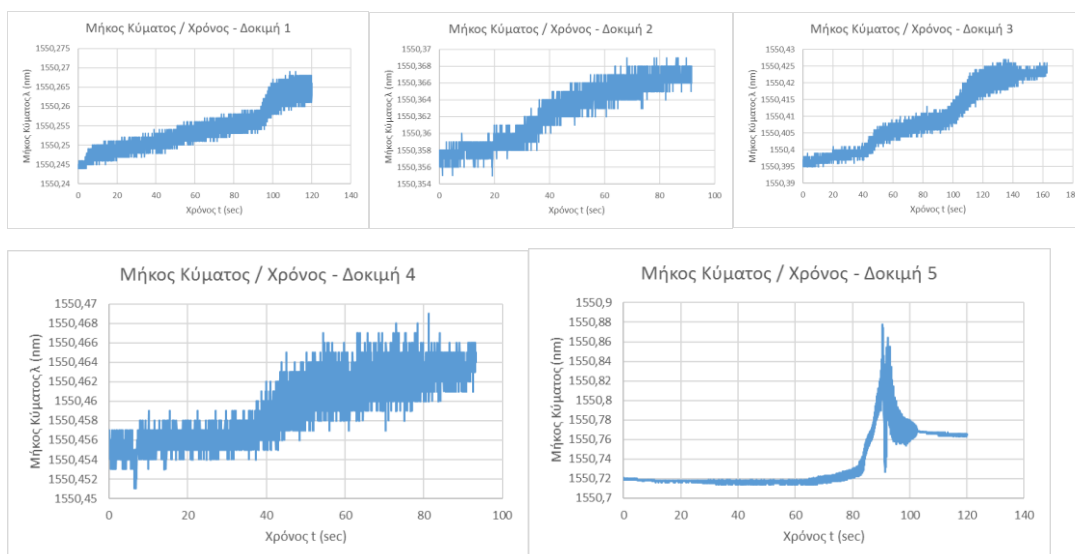 Μήκος Κύματος / Χρόνος - Δοκιμή 1
1550,275
1550,27
1550,265
1550,26
1550,255
1550,25
1550,245
1550,24
Μήκος Κύματος λ (nm)
0 20 40 60 80 100 120 140
Χρόνος t (sec)
Μήκος Κύματος / Χρόνος - Δοκιμή 2
1550,37
1550,368
1550,366
1550,364
1550,362
1550,36
1550,358
1550,356
1550,354
Μήκος Κύματος λ (nm)
0 20 40 60 80 100
Χρόνος t (sec)
Μήκος Κύματος / Χρόνος - Δοκιμή 3
1550,43
1550,425
1550,42
1550,415
1550,41
1550,405
1550,4
1550,395
1550,39
Μήκος Κύματος λ (nm)
0 20 40 60 80 100 120 140 160 180
Χρόνος t (sec)
Μήκος Κύματος / Χρόνος - Δοκιμή 4
1550,47
1550,468
1550,466
1550,464
1550,462
1550,46
1550,458
1550,456
1550,454
1550,452
1550,45
Μήκος Κύματος λ (nm)
0 20 40 60 80 100
Χρόνος t (sec)
Μήκος Κύματος / Χρόνος - Δοκιμή 5
1550,9
1550,88
1550,86
1550,84
1550,82
1550,8
1550,78
1550,76
1550,74
1550,72
1550,7
Μήκος Κύματος (nm)
0 20 40 60 80 100 120 140
Χρόνος t (sec)